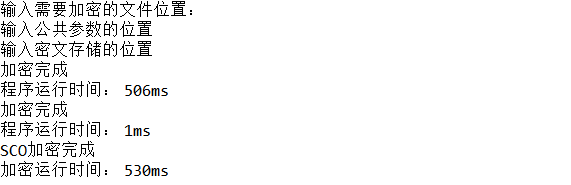 输入需要加密的文件位置:
输入公共参数的位置
输入密文存储的位置
加密完成
程序运行时间: 506ms
加密完成
程序运行时间: 1ms
SCO加密完成
加密运行时间: 530ms